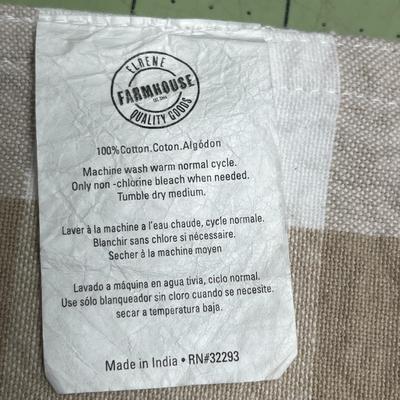 ELRENE
FARMHOUSE
EST. 1944
QUALITY GOODS
100%Cotton.Coton.Algódon
Machine wash warm normal cycle.
Only non -chlorine bleach when needed.
Tumble dry medium.
Laver à la machine a l'eau chaude, cycle normale.
Blanchir sans chlore si nécessaire.
Secher à la machine moyen
Lavado a máquina en agua tivia, ciclo normal.
Use sólo blanqueador sin cloro cuando se necesite.
secar a temperatura baja.
Made in India • RN#32293